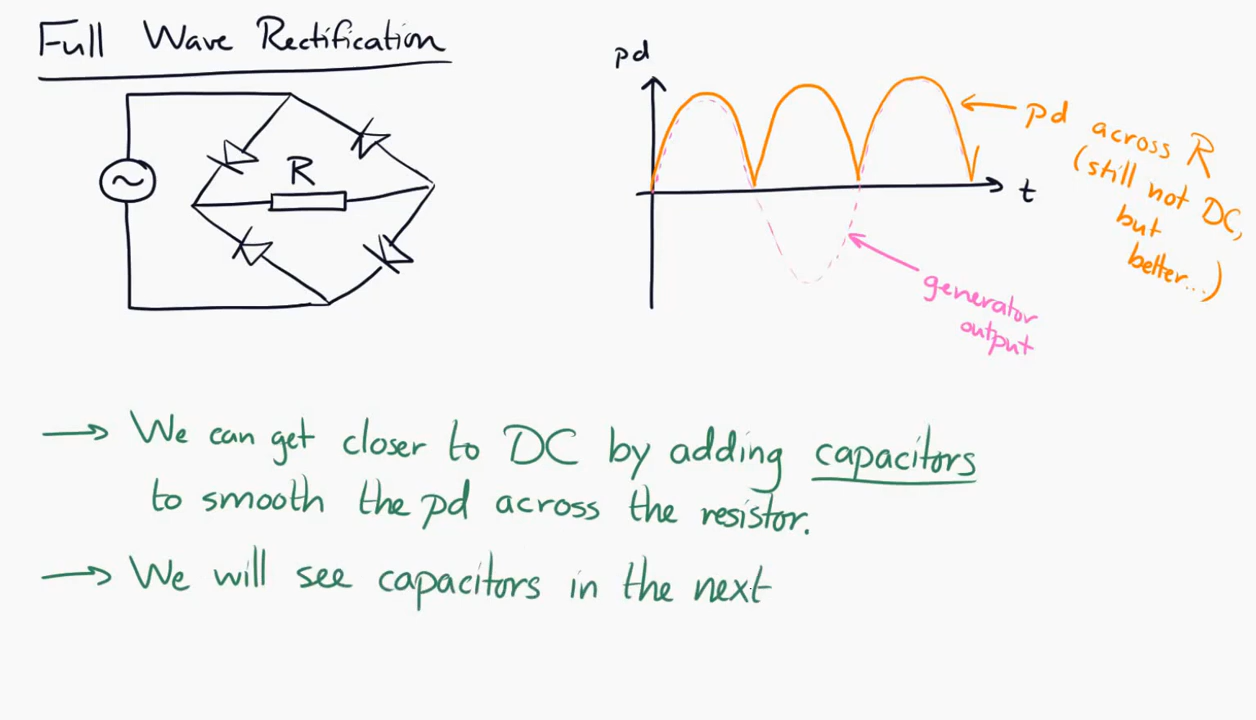 Full Wave Rectification
R
pd
t
pd across R
(still not DC,
but
better...)
generator
output
→ We can get closer to DC by adding capacitors
to smooth the pd across the resistor.
→ We will see capacitors in the next